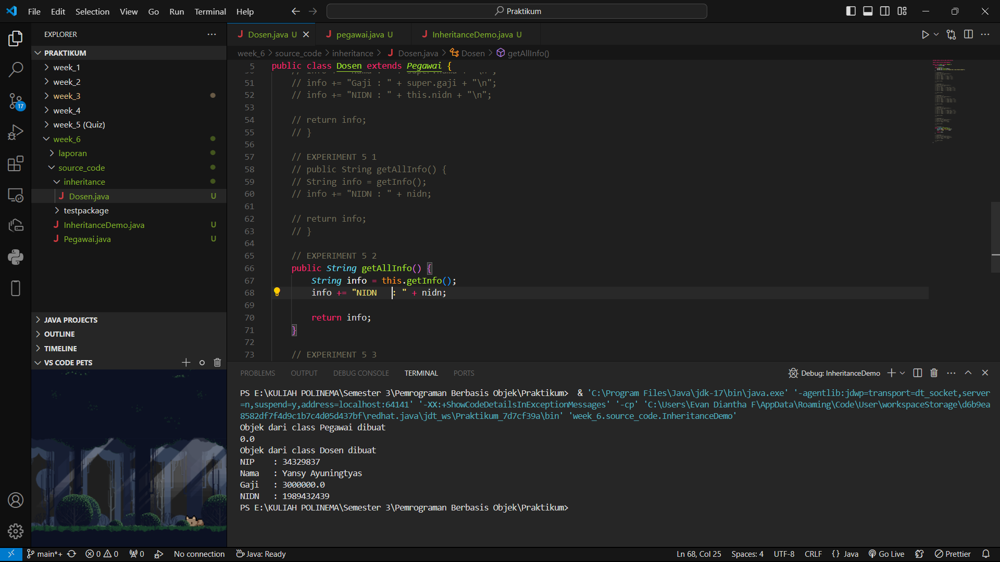 File Edit Selection View Go Run Terminal Help
Praktikum
EXPLORER
PRAKTIKUM
week_1
week_2
week_3
week_4
week_5 (Quiz)
week_6
laporan
source_code
inheritance
J Dosen.java U
testpackage
J InheritanceDemo.java U
J Pegawai.java U
JAVA PROJECTS
OUTLINE
TIMELINE
VS CODE PETS
17
J Dosen.java U
J pegawai.java U
J InheritanceDemo.java U
week_6 > source_code > inheritance > J Dosen.java > Dosen > getAllInfo()
5 public class Dosen extends Pegawai {
51 // info += "Gaji : " + super.gaji + "\n";
52 // info += "NIDN : " + this.nidn + "\n";
53
54 // return info;
55 // }
56
57 // EXPERIMENT 5 1
58 // public String getAllInfo() {
59 // String info = getInfo();
60 // info += "NIDN : " + nidn;
61
62 // return info;
63 // }
64
65 // EXPERIMENT 5 2
66 public String getAllInfo() {
67 String info = this.getInfo();
68 info += "NIDN   : " + nidn;
69
70 return info;
71 }
72
73 // EXPERIMENT 5 3
PROBLEMS OUTPUT DEBUG CONSOLE TERMINAL PORTS
Debug: InheritanceDemo
PS E:\KULIAH POLINEMA\Semester 3\Pemrograman Berbasis Objek\Praktikum>  & 'C:\Program Files\Java\jdk-17\bin\java.exe' '-agentlib:jdwp=transport=dt_socket,server
=n,suspend=y,address=localhost:64141' '-XX:+ShowCodeDetailsInExceptionMessages' '-cp' 'C:\Users\Evan Diantha F\AppData\Roaming\Code\User\workspaceStorage\d6b9ea
8582df7f4d9c1b7c4d05d437bf\redhat.java\jdt_ws\Praktikum_7d7cf39a\bin' 'week_6.source_code.InheritanceDemo'
Objek dari class Pegawai dibuat
0.0
Objek dari class Dosen dibuat
NIP    : 34329837
Nama   : Yansy Ayuningtyas
Gaji   : 3000000.0
NIDN   : 1989432439
PS E:\KULIAH POLINEMA\Semester 3\Pemrograman Berbasis Objek\Praktikum>
main*+ 0 0 0 No connection Java: Ready Ln 68, Col 25 Spaces: 4 UTF-8 CRLF {} Java Go Live Prettier